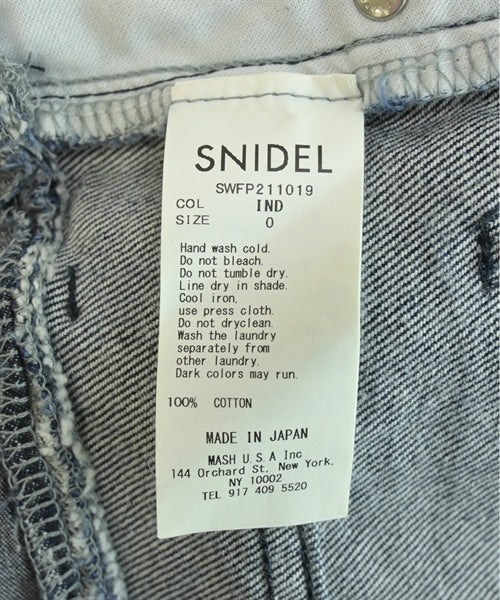 SNIDEL
SWFP211019
COL IND
SIZE 0
Hand wash cold.
Do not bleach.
Do not tumble dry.
Line dry in shade.
Cool iron,
use press cloth.
Do not dryclean.
Wash the laundry
separately from
other laundry.
Dark colors may run.
100% COTTON
MADE IN JAPAN
MASH U.S.A Inc
144 Orchard St. New York.
NY 10002
TEL 917 409 5520